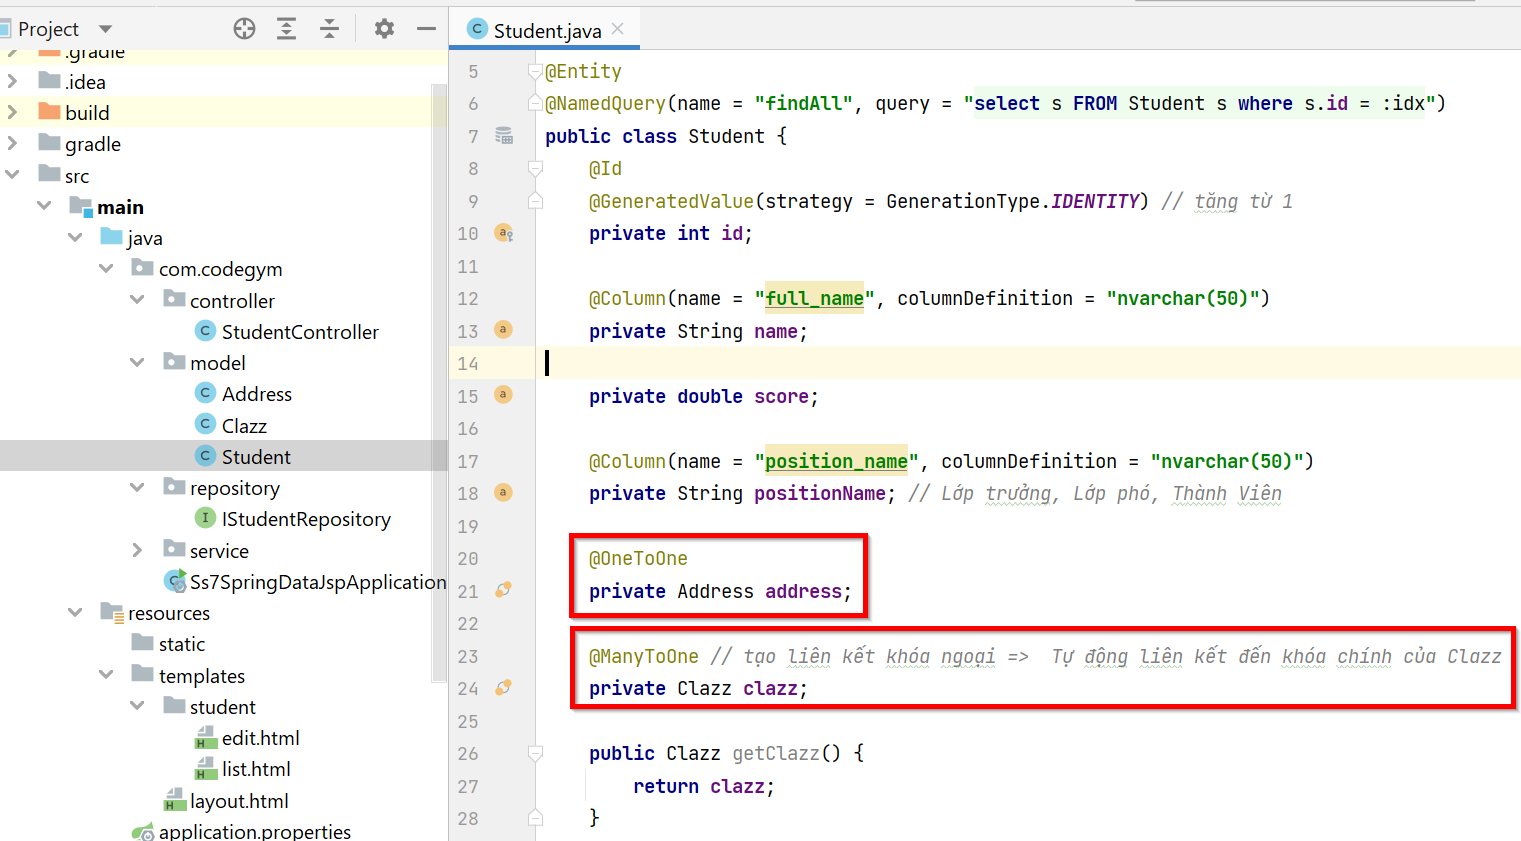 Project
.gradle
.idea
build
gradle
src
main
java
com.codegym
controller
StudentController
model
Address
Clazz
Student
repository
IStudentRepository
service
Ss7SpringDataJspApplication
resources
static
templates
student
edit.html
list.html
layout.html
application.properties
Student.java
5 @Entity
6 @NamedQuery(name = "findAll", query = "select s FROM Student s where s.id = :idx")
7 public class Student {
8 @Id
9 @GeneratedValue(strategy = GenerationType.IDENTITY) // tăng từ 1
10 private int id;
11
12 @Column(name = "full_name", columnDefinition = "nvarchar(50)")
13 private String name;
14
15 private double score;
16
17 @Column(name = "position_name", columnDefinition = "nvarchar(50)")
18 private String positionName; // Lớp trưởng, Lớp phó, Thành Viên
19
20 @OneToOne
21 private Address address;
22
23 @ManyToOne // tạo liên kết khóa ngoại => Tự động liên kết đến khóa chính của Clazz
24 private Clazz clazz;
25
26 public Clazz getClazz() {
27 return clazz;
28 }